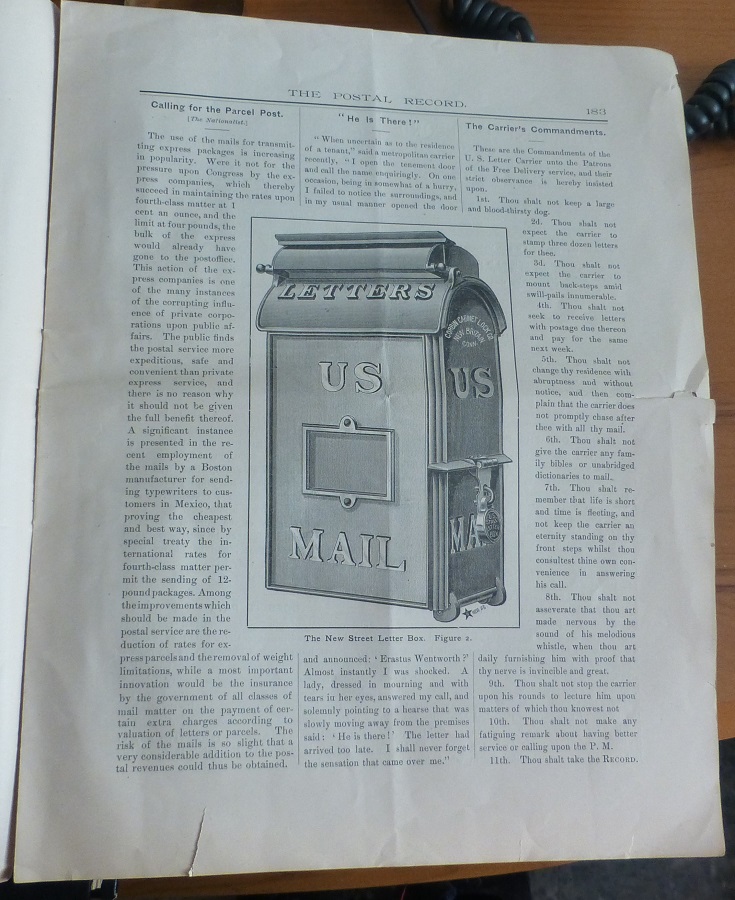 THE POSTAL RECORD.
183
Calling for the Parcel Post.
(The Nationalist.)
The use of the mails for transmit-
ting express packages is increasing
in popularity. Were it not for the
pressure upon Congress by the ex-
press companies, which thereby
succeed in maintaining the rates upon
fourth-class matter at 1
cent an ounce, and the
limit at four pounds, the
bulk of the express
would already have
gone to the postoffice.
This action of the ex-
press companies is one
of the many instances
of the corrupting influ-
ence of private corpo-
rations upon public af-
fairs. The public finds
the postal service more
expeditious, safe and
convenient than private
express service, and
there is no reason why
it should not be given
the full benefit thereof.
A significant instance
is presented in the re-
cent employment of
the mails by a Boston
manufacturer for send-
ing typewriters to cus-
tomers in Mexico, that
proving the cheapest
and best way, since by
special treaty the in-
ternational rates for
fourth-class matter per-
mit the sending of 12-
pound packages. Among
the improvements which
should be made in the
postal service are the re-
duction of rates for ex-
press parcels and the removal of weight
limitations, while a most important
innovation would be the insurance
by the government of all classes of
mail matter on the payment of cer-
tain extra charges according to
valuation of letters or parcels. The
risk of the mails is so slight that a
very considerable addition to the pos-
tal revenues could thus be obtained.
"He Is There!"
"When uncertain as to the residence
of a tenant," said a metropolitan carrier
recently, "I open the tenement door
and call the name enquiringly. On one
occasion, being in somewhat of a hurry,
I failed to notice the surroundings, and
in my usual manner opened the door
LETTERS
US
MAIL
CORBIN CABINET LOCK CO
NEW BRITAIN
CONN
US
MA
The New Street Letter Box. Figure 2.
and announced: 'Erastus Wentworth?'
Almost instantly I was shocked. A
lady, dressed in mourning and with
tears in her eyes, answered my call, and
solemnly pointing to a hearse that was
slowly moving away from the premises
said: 'He is there!' The letter had
arrived too late. I shall never forget
the sensation that came over me."
The Carrier's Commandments.
These are the Commandments of the
U. S. Letter Carrier unto the Patrons
of the Free Delivery service, and their
strict observance is hereby insisted
upon.
1st. Thou shalt not keep a large
and blood-thirsty dog.
2d. Thou shalt not
expect the carrier to
stamp three dozen letters
for thee.
3d. Thou shalt not
expect the carrier to
mount back-steps amid
swill-pails innumerable.
4th. Thou shalt not
seek to receive letters
with postage due thereon
and pay for the same
next week.
5th. Thou shalt not
change thy residence with
abruptness and without
notice, and then com-
plain that the carrier does
not promptly chase after
thee with all thy mail.
6th. Thou shalt not
give the carrier any fam-
ily bibles or unabridged
dictionaries to mail.
7th. Thou shalt re-
member that life is short
and time is fleeting, and
not keep the carrier an
eternity standing on thy
front steps whilst thou
consultest thine own con-
venience in answering
his call.
8th. Thou shalt not
asseverate that thou art
made nervous by the
sound of his melodious
whistle, when thou art
daily furnishing him with proof that
thy nerve is invincible and great.
9th. Thou shalt not stop the carrier
upon his rounds to lecture him upon
matters of which thou knowest not
10th. Thou shalt not make any
fatiguing remark about having better
service or calling upon the P. M.
11th. Thou shalt take the RECORD.